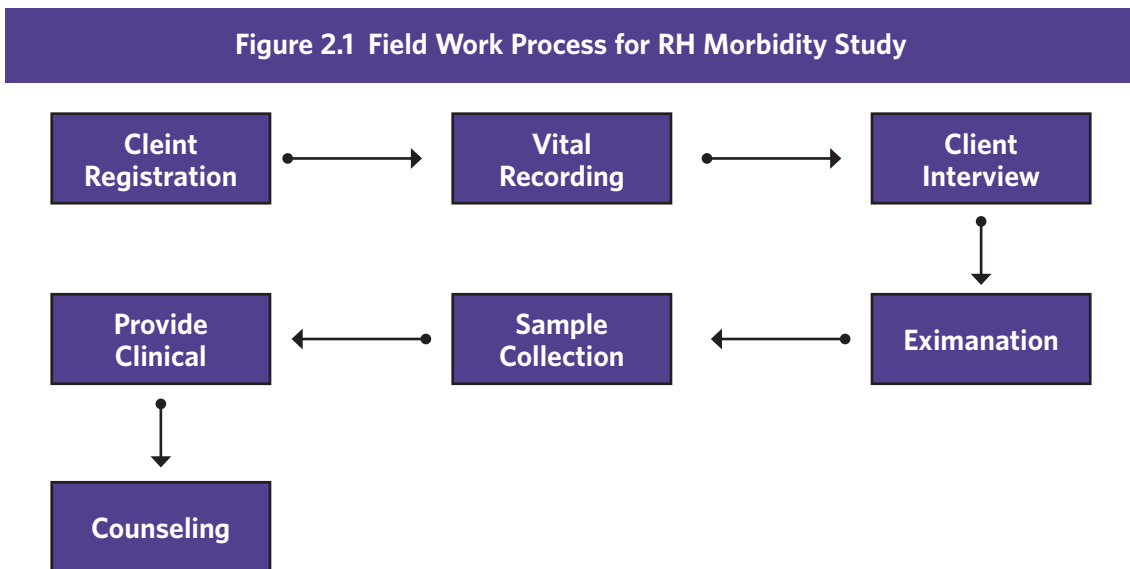 Figure 2.1 Field Work Process for RH Morbidity Study
Cleint
Registration
Vital
Recording
Client
Interview
Eximanation
Sample
Collection
Provide
Clinical
Counseling